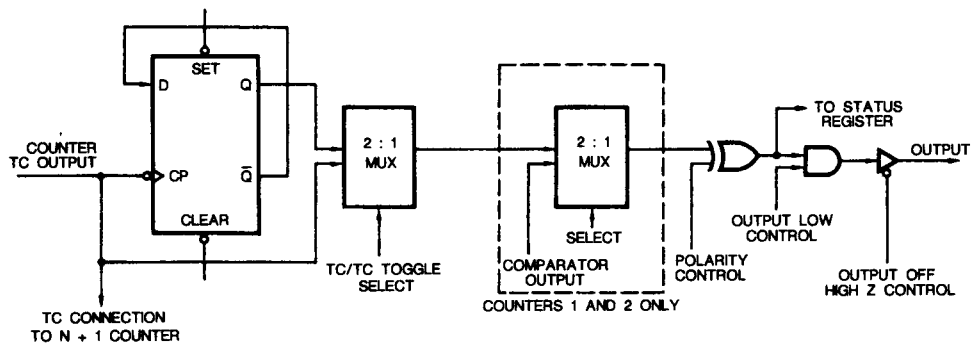 SET
D
Q
COUNTER
TC OUTPUT
CP
Q
CLEAR
2 : 1
MUX
TC/TC TOGGLE
SELECT
TC CONNECTION
TO N + 1 COUNTER
2 : 1
MUX
SELECT
COMPARATOR
OUTPUT
COUNTERS 1 AND 2 ONLY
POLARITY
CONTROL
TO STATUS
REGISTER
OUTPUT LOW
CONTROL
OUTPUT
OUTPUT OFF
HIGH Z CONTROL